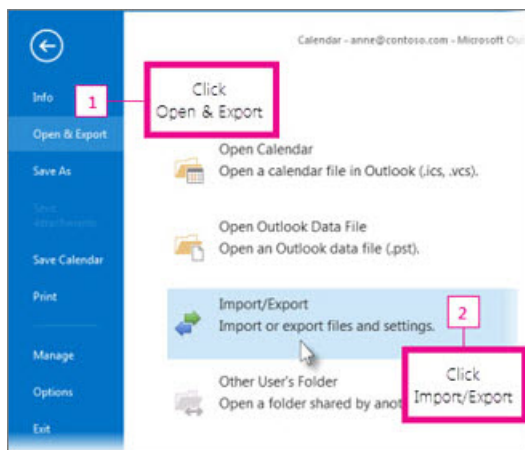 Calendar - anne@contoso.com - Microsoft Ou
Info
1
Click
Open & Export
Open & Export
Open Calendar
Save As
Open a calendar file in Outlook (.ics, .vcs).
Save
Attachments
Open Outlook Data File
Open an Outlook data file (.pst).
Save Calendar
Print
Import/Export
Import or export files and settings.
2
Manage
Click
Import/Export
Other User's Folder
Open a folder shared by anot
Options
Exit